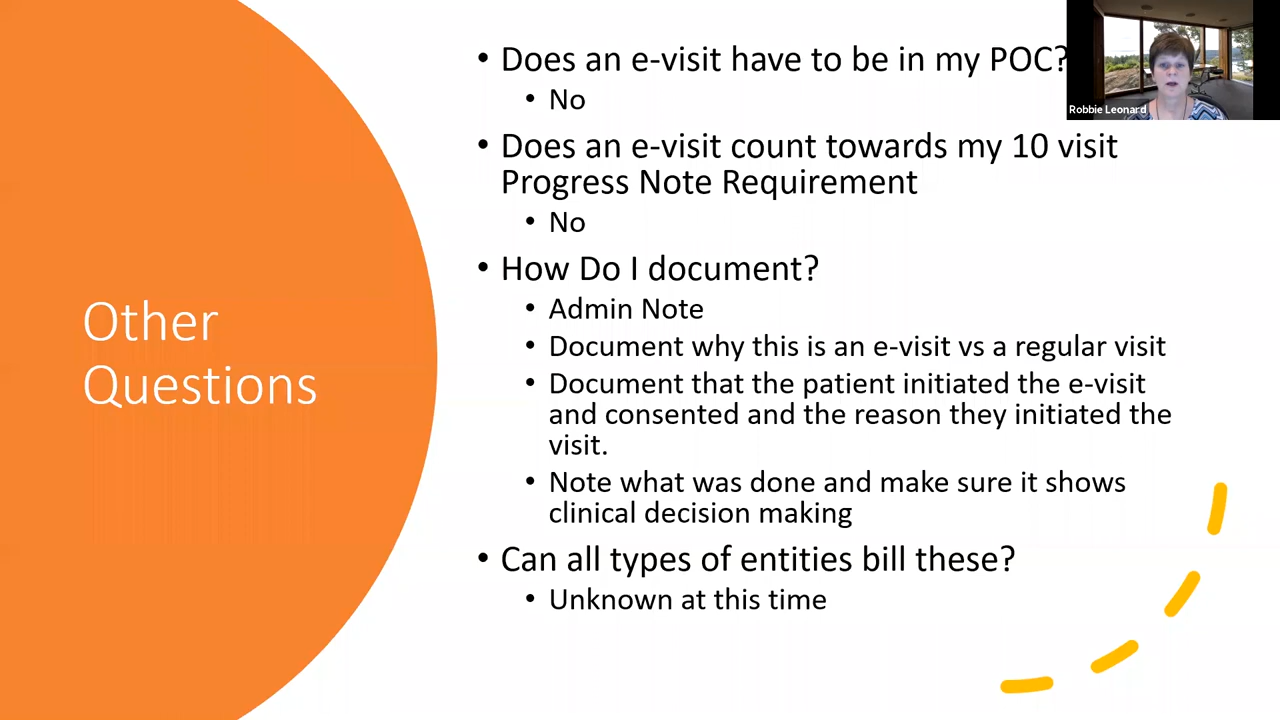 Other
Questions
• Does an e-visit have to be in my POC?
• No
• Does an e-visit count towards my 10 visit
Progress Note Requirement
• No
• How Do I document?
• Admin Note
• Document why this is an e-visit vs a regular visit
• Document that the patient initiated the e-visit
and consented and the reason they initiated the
visit.
• Note what was done and make sure it shows
clinical decision making
• Can all types of entities bill these?
• Unknown at this time
Robbie Leonard